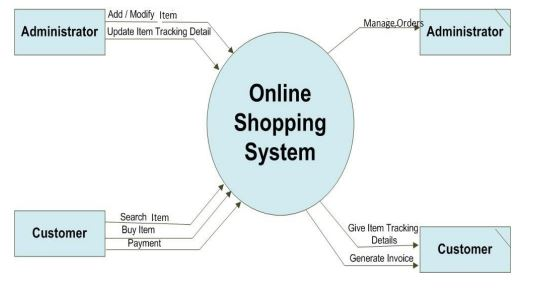 Administrator
Add / Modify Item
Update Item Tracking Detail
Manage,Orders
Administrator
Online
Shopping
System
Customer
Search Item
Buy Item
Payment
Give Item Tracking
Details
Generate Invoice
Customer